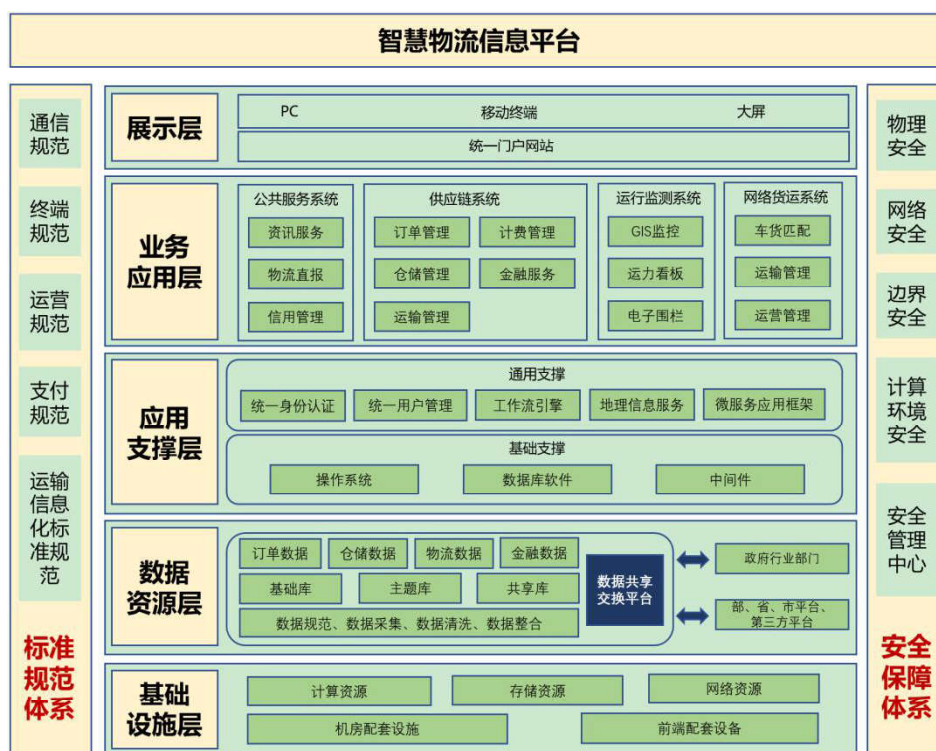 智慧物流信息平台
通信
规范
终端
规范
运营
规范
支付
规范
运输
信息
化标
准规
范
标准
规范
体系
展示层
PC
移动终端
大屏
统一门户网站
业务
应用层
公共服务系统
资讯服务
物流直报
信用管理
供应链系统
订单管理
计费管理
仓储管理
金融服务
运输管理
运行监测系统
GIS监控
运力看板
电子围栏
网络货运系统
车货匹配
运输管理
运营管理
应用
支撑层
通用支撑
统一身份认证
统一用户管理
工作流引擎
地理信息服务
微服务应用框架
基础支撑
操作系统
数据库软件
中间件
数据
资源层
订单数据
仓储数据
物流数据
金融数据
基础库
主题库
共享库
数据规范、数据采集、数据清洗、数据整合
数据共享
交换平台
政府行业部门
部、省、市平台、
第三方平台
基础
设施层
计算资源
存储资源
网络资源
机房配套设施
前端配套设备
物理
安全
网络
安全
边界
安全
计算
环境
安全
安全
管理
中心
安全
保障
体系